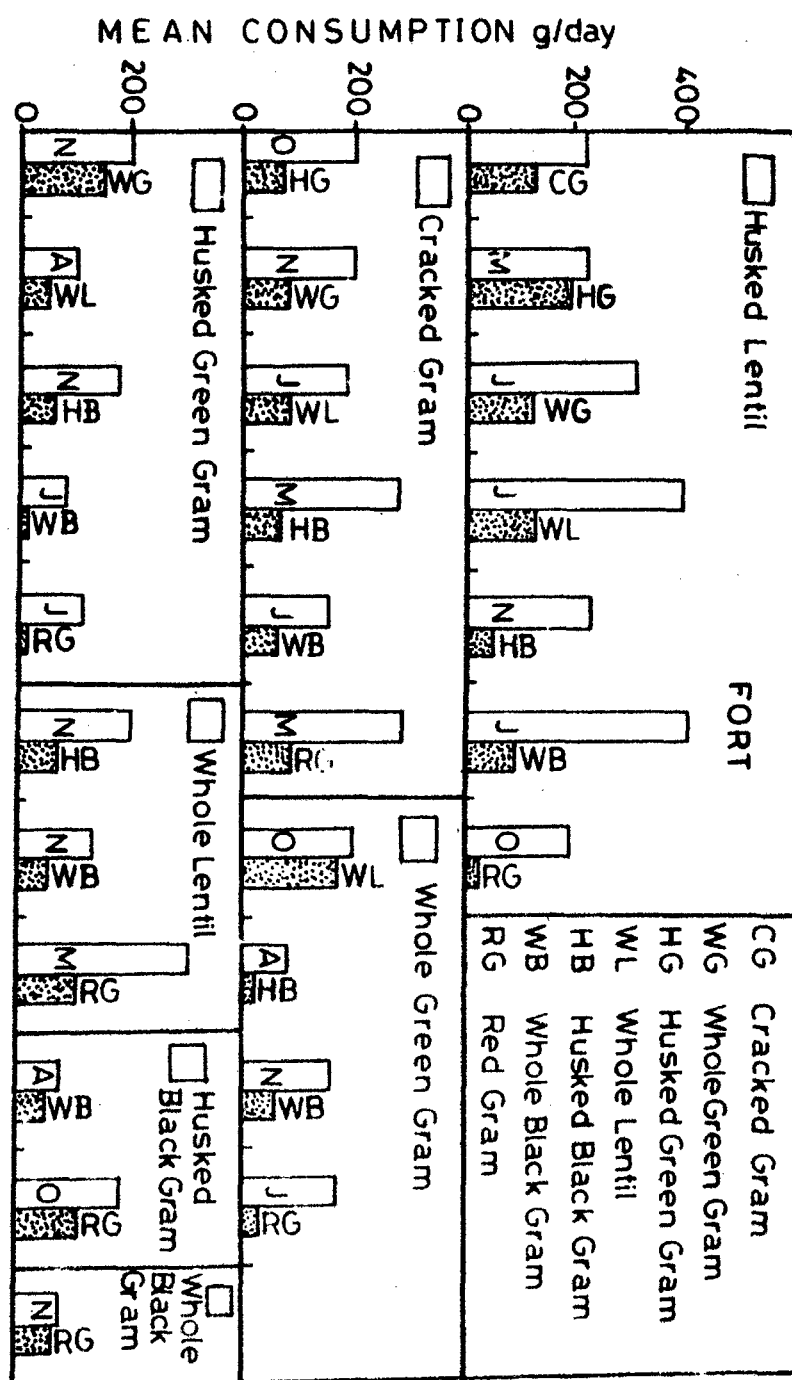 MEAN CONSUMPTION g/day
400
200
0
200
0
200
0
Husked Lentil
FORT
CG
M HG
J WG
J WL
N HB
J WB
O RG
CG Cracked Gram
WG Whole Green Gram
HG Husked Green Gram
WL Whole Lentil
HB Husked Black Gram
WB Whole Black Gram
RG Red Gram
Cracked Gram
O HG
N WG
J WL
M HB
J WB
M RG
Whole Green Gram
O WL
A HB
N WB
J RG
Husked Green Gram
N WG
A WL
N HB
J WB
J RG
Whole Lentil
N HB
N WB
M RG
Husked
Black Gram
A WB
O RG
Whole
Black
Gram
N RG